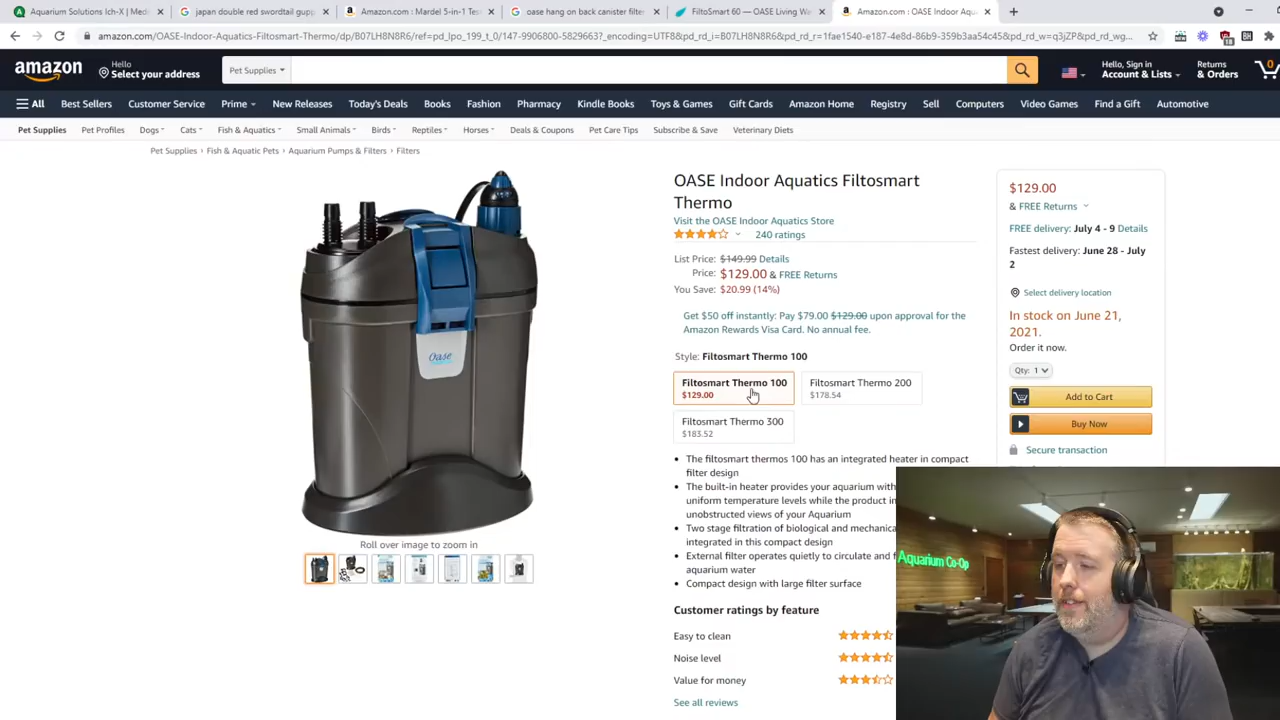 Aquarium Solutions Ich-X | Med
japan double red swordtail gupp
Amazon.com: Mardel 5-in-1 Tes
oase hang on back canister filter
FiltoSmart 60 — OASE Living Wa
Amazon.com : OASE Indoor Aqu
amazon.com/OASE-Indoor-Aquatics-Filtosmart-Thermo/dp/B07LH8N8R6/ref=pd_lpo_199_t_0/147-9906800-5829663?_encoding=UTF8&pd_rd_i=B07LH8N8R6&pd_rd_r=1fae1540-e187-4e8d-86b9-359b3aa54c45&pd_rd_w=q3jZP&pd_rd_wg...
amazon
Hello
Select your address
Pet Supplies
Hello, Sign in
Account & Lists
Returns
& Orders
0
All
Best Sellers
Customer Service
Prime
New Releases
Today's Deals
Books
Fashion
Pharmacy
Kindle Books
Toys & Games
Gift Cards
Amazon Home
Registry
Sell
Computers
Video Games
Find a Gift
Automotive
Pet Supplies
Pet Profiles
Dogs
Cats
Fish & Aquatics
Small Animals
Birds
Reptiles
Horses
Deals & Coupons
Pet Care Tips
Subscribe & Save
Veterinary Diets
Pet Supplies › Fish & Aquatic Pets › Aquarium Pumps & Filters › Filters
Oase
Roll over image to zoom in
OASE Indoor Aquatics Filtosmart
Thermo
Visit the OASE Indoor Aquatics Store
240 ratings
List Price: $149.99 Details
Price: $129.00 & FREE Returns
You Save: $20.99 (14%)
Get $50 off instantly: Pay $79.00 $129.00 upon approval for the
Amazon Rewards Visa Card. No annual fee.
Style: Filtosmart Thermo 100
Filtosmart Thermo 100
$129.00
Filtosmart Thermo 200
$178.54
Filtosmart Thermo 300
$183.52
• The filtosmart thermos 100 has an integrated heater in compact
filter design
• The built-in heater provides your aquarium with
uniform temperature levels while the product in
unobstructed views of your Aquarium
• Two stage filtration of biological and mechanica
integrated in this compact design
• External filter operates quietly to circulate and f
aquarium water
• Compact design with large filter surface
Customer ratings by feature
Easy to clean
Noise level
Value for money
See all reviews
$129.00
& FREE Returns
FREE delivery: July 4 - 9 Details
Fastest delivery: June 28 - July
2
Select delivery location
In stock on June 21,
2021.
Order it now.
Qty: 1
Add to Cart
Buy Now
Secure transaction
Aquarium Co-Op